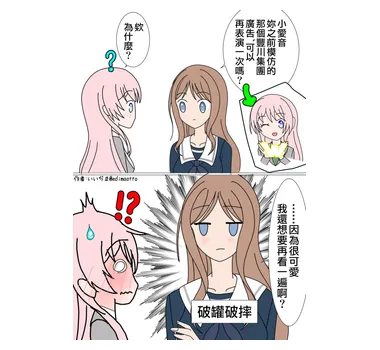 小愛音
妳之前模仿的
那個豐川集團
廣告,可以
再表演一次嗎?
欸
為什麼?
?
!?
……因為很可愛
我還想要再看一遍啊?
破罐破摔